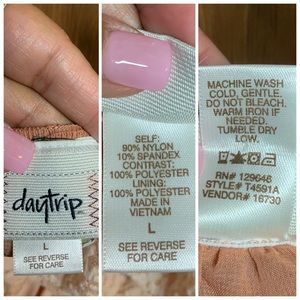 daytrip
L
SEE REVERSE
FOR CARE
SELF:
90% NYLON
10% SPANDEX
CONTRAST:
100% POLYESTER
LINING:
100% POLYESTER
MADE IN
VIETNAM
L
SEE REVERSE
FOR CARE
MACHINE WASH
COLD, GENTLE.
DO NOT BLEACH.
WARM IRON IF
NEEDED.
TUMBLE DRY
LOW.
RN# 129646
STYLE# T4591A
VENDOR# 16730